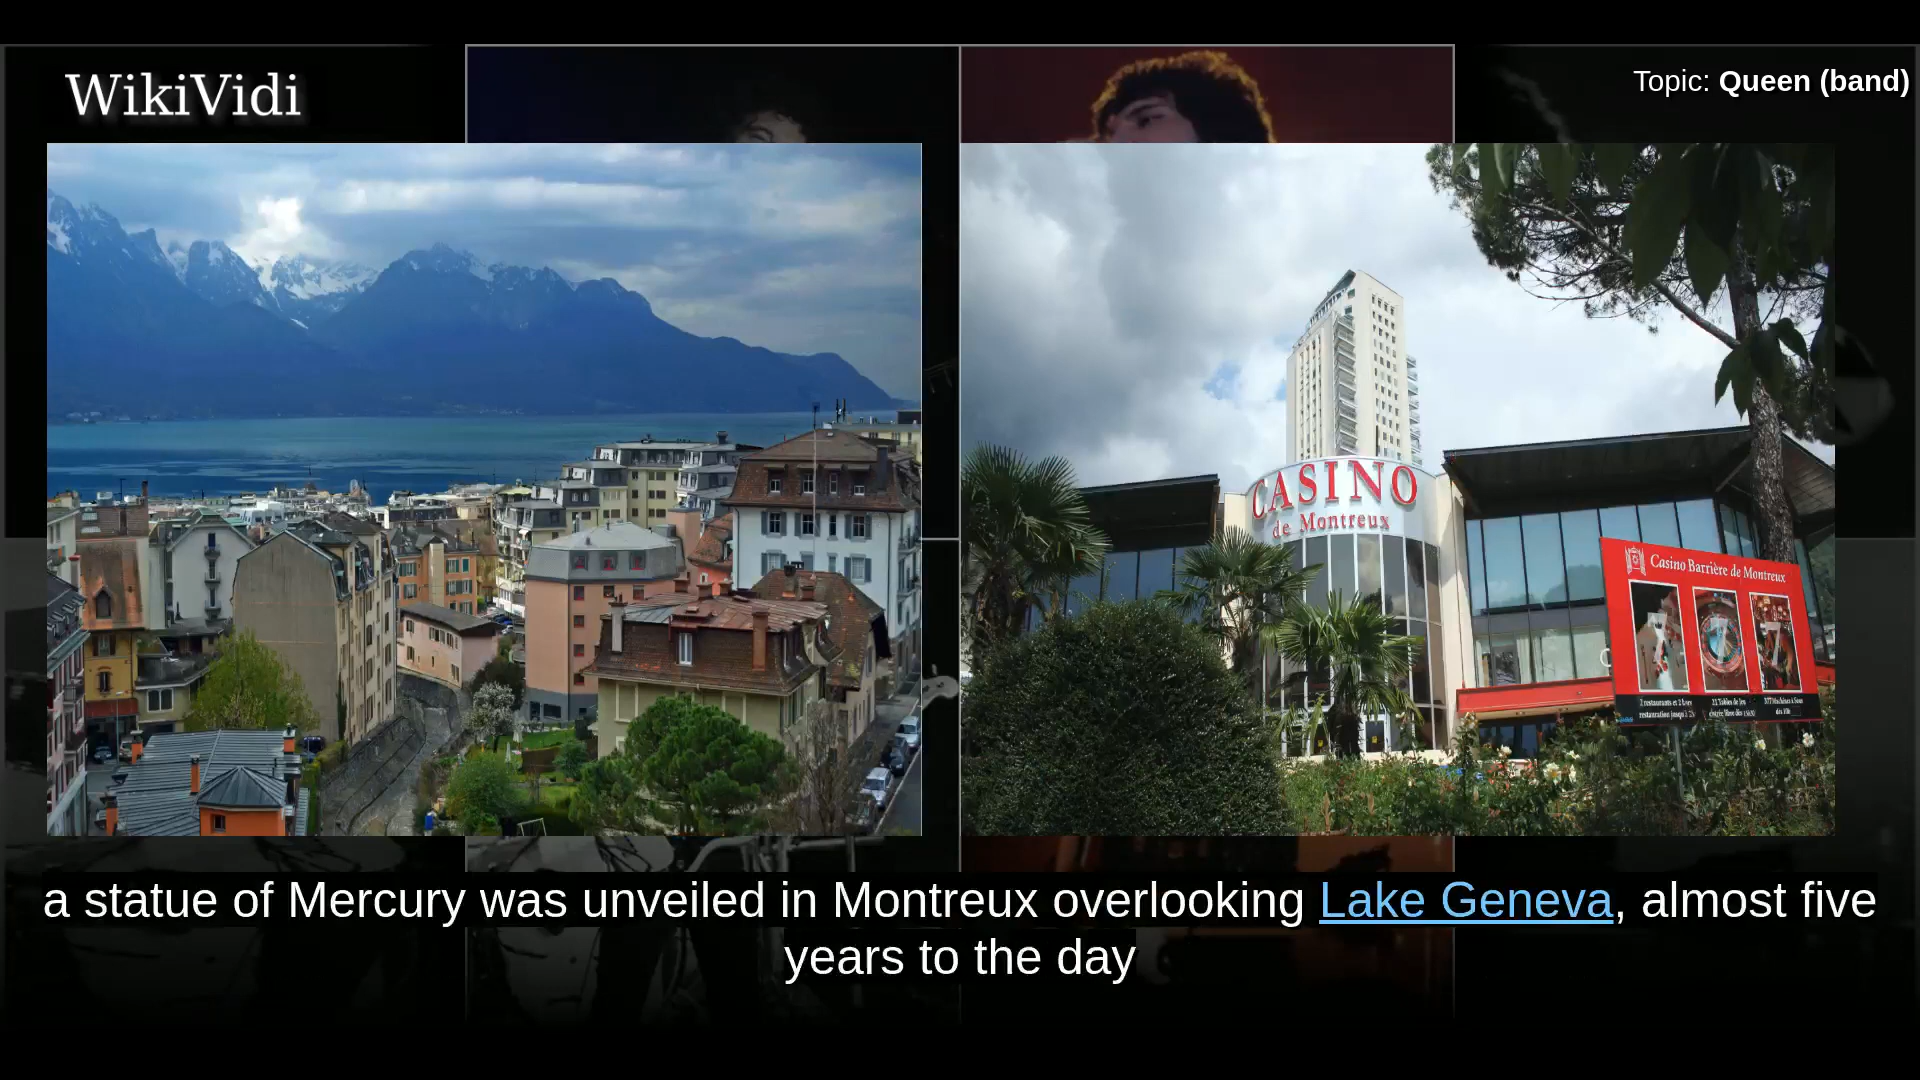 WikiVidi
Topic: Queen (band)
CASINO
de Montreux
Casino Barrière de Montreux
a statue of Mercury was unveiled in Montreux overlooking Lake Geneva, almost five
years to the day